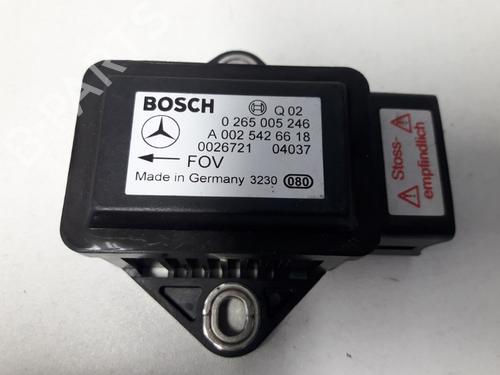 BOSCH Q 02
0 265 005 246
A 002 542 66 18
0026721 04037
FOV
Made in Germany 3230 080
Stoss-
empfindlich